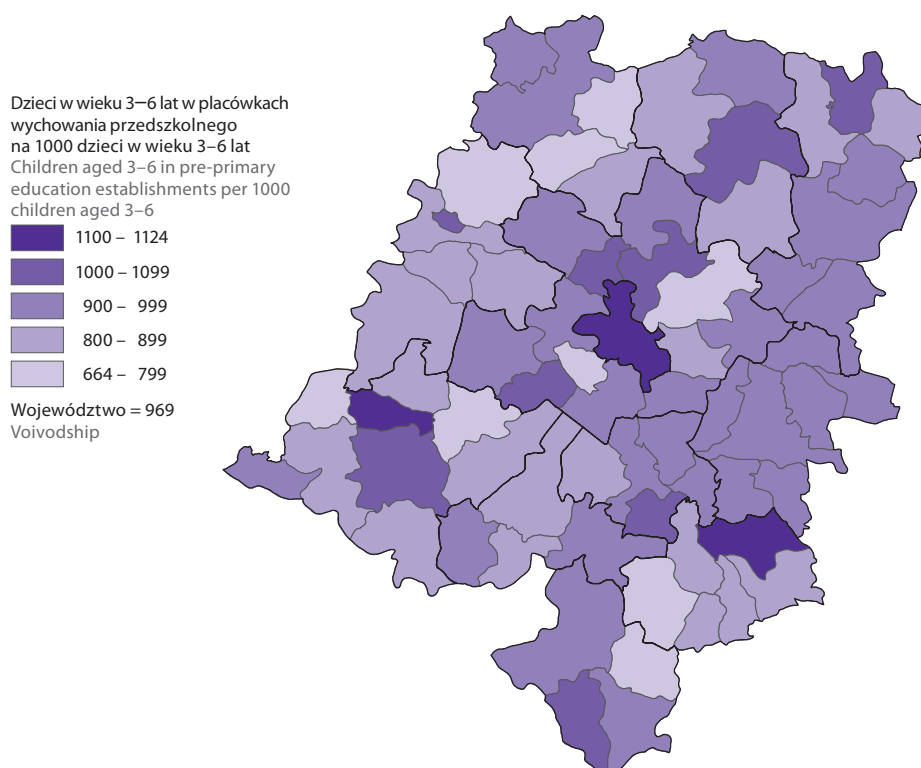 Dzieci w wieku 3–6 lat w placówkach
wychowania przedszkolnego
na 1000 dzieci w wieku 3–6 lat
Children aged 3–6 in pre-primary
education establishments per 1000
children aged 3–6
1100 – 1124
1000 – 1099
900 – 999
800 – 899
664 – 799
Województwo = 969
Voivodship